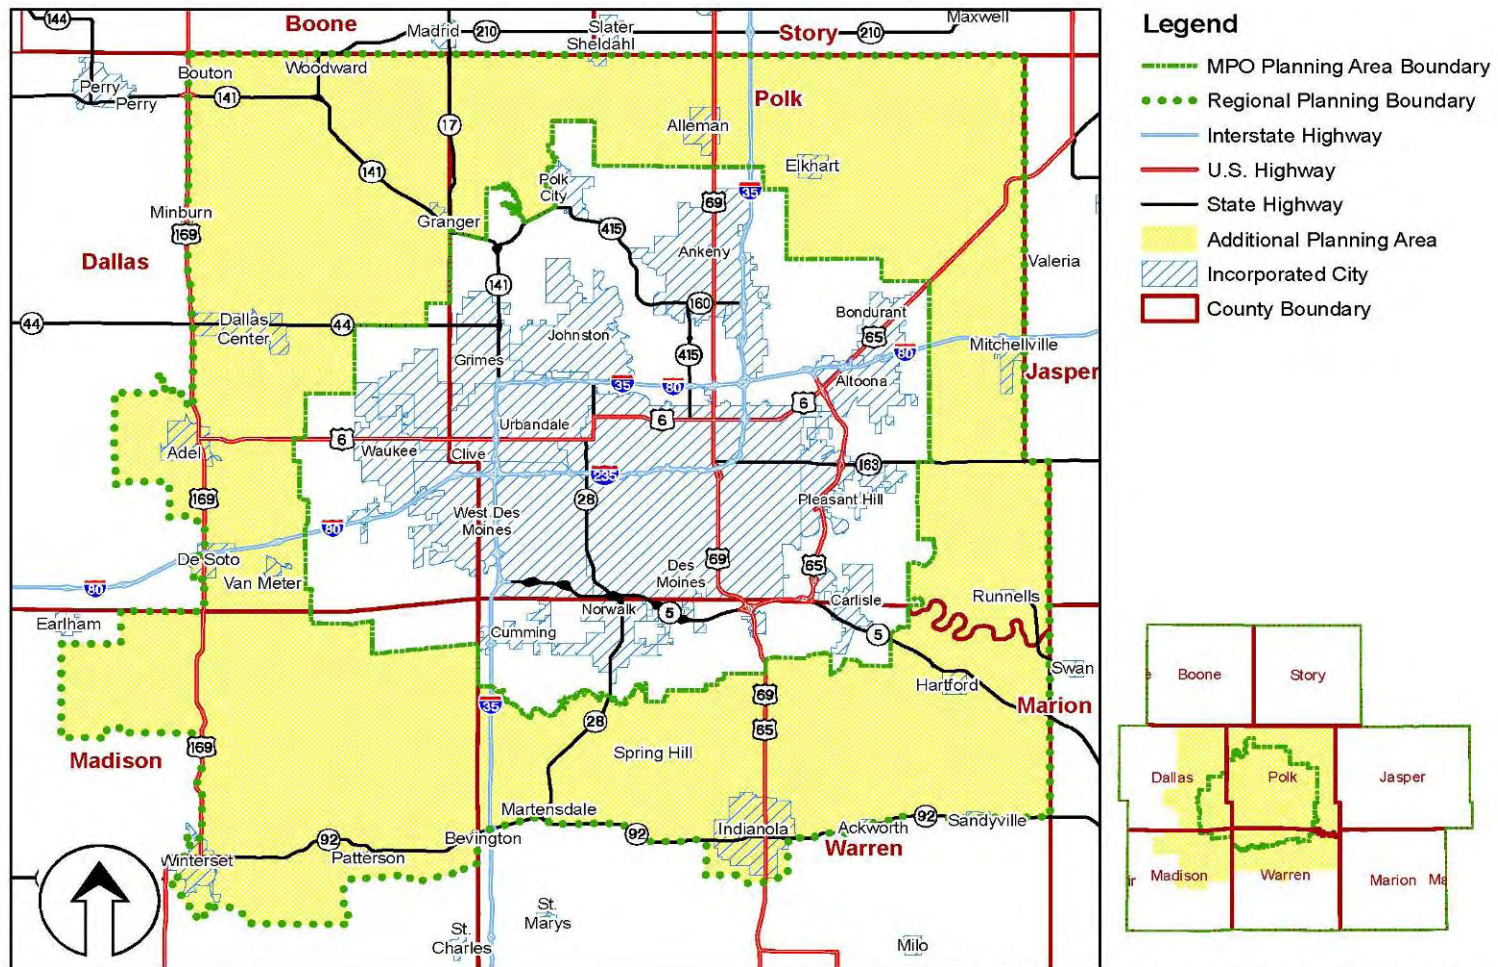 144
Boone
Madrid
210
Slater
Sheldahl
Story
210
Maxwell
Perry
Perry
Bouton
141
Woodward
17
Polk
Alleman
141
Elkhart
Polk
City
35
69
Minburn
169
Granger
415
Ankeny
Dallas
Valeria
141
160
Bondurant
44
Dallas
Center
44
Johnston
65
415
Grimes
80
Mitchellville
Jasper
35
80
Altoona
6
6
Urbandale
6
Waukee
Clive
Adel
163
235
169
28
Pleasant Hill
West Des
Moines
80
De Soto
Van Meter
69
Des
Moines
65
80
Runnells
Earlham
Norwalk
5
Carlisle
Cumming
5
Swan
Hartford
35
69
Marion
28
65
169
Madison
Spring Hill
Martensdale
92
Indianola
Ackworth
92
Sandyville
Bevington
92
Patterson
Winterset
Warren
St.
Marys
St.
Charles
Milo
Legend
MPO Planning Area Boundary
Regional Planning Boundary
Interstate Highway
U.S. Highway
State Highway
Additional Planning Area
Incorporated City
County Boundary
Boone
Story
Dallas
Polk
Jasper
Madison
Warren
Marion
Ma